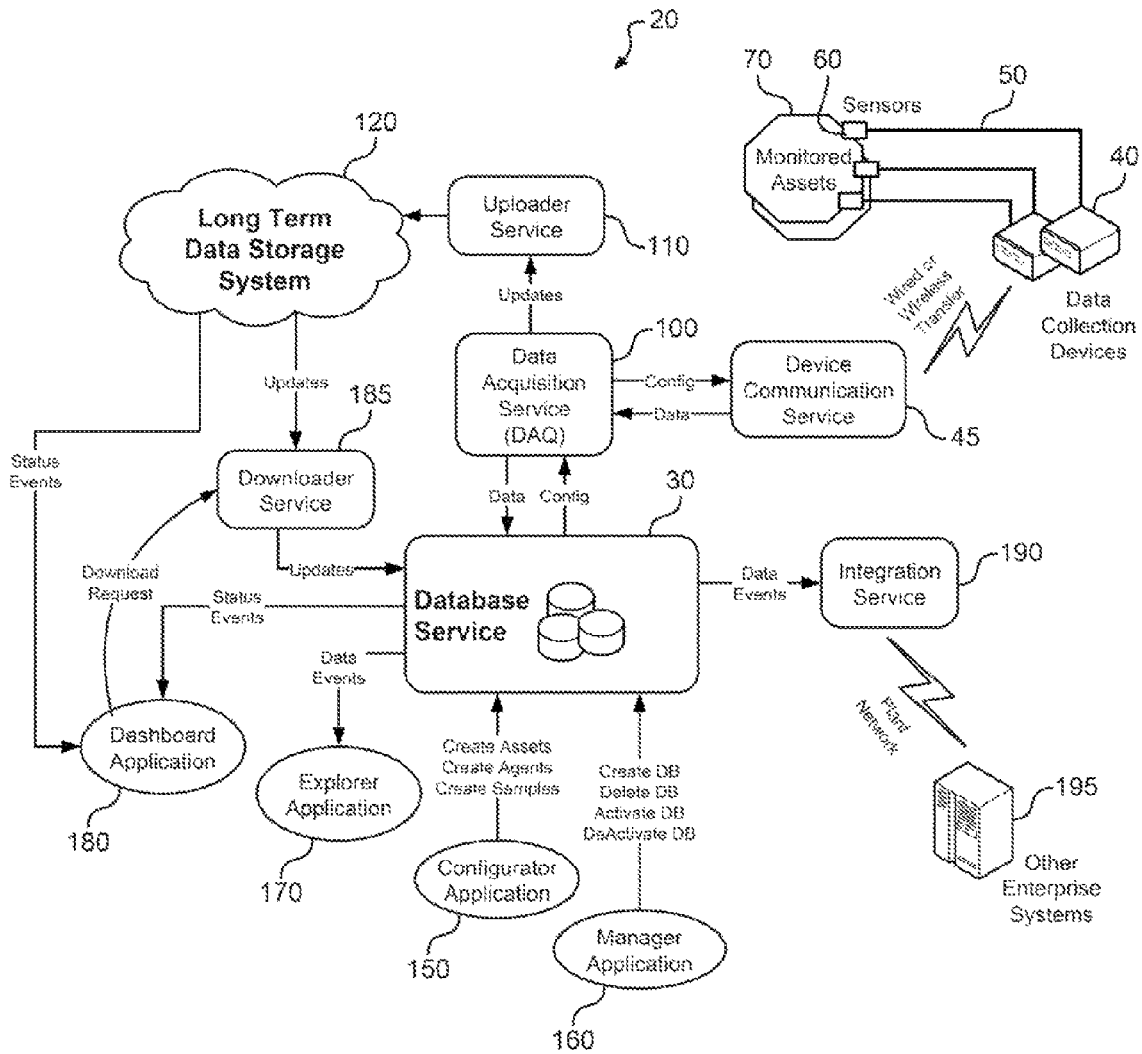 20
70
60
Sensors
50
40
Monitored
Assets
Data
Collection
Devices
Wired or
Wireless
Transfer
120
Long Term
Data Storage
System
Uploader
Service
110
Updates
100
Data
Acquisition
Service
(DAQ)
Config
Data
Device
Communication
Service
45
Updates
185
Status
Events
Downloader
Service
Data
Config
30
Download
Request
Updates
Status
Events
Database
Service
Data
Events
190
Integration
Service
Data
Events
Plant
Network
Dashboard
Application
180
Explorer
Application
170
Create Assets
Create Agents
Create Samples
Create DB
Delete DB
Activate DB
DeActivate DB
195
Other
Enterprise
Systems
Configurator
Application
150
Manager
Application
160